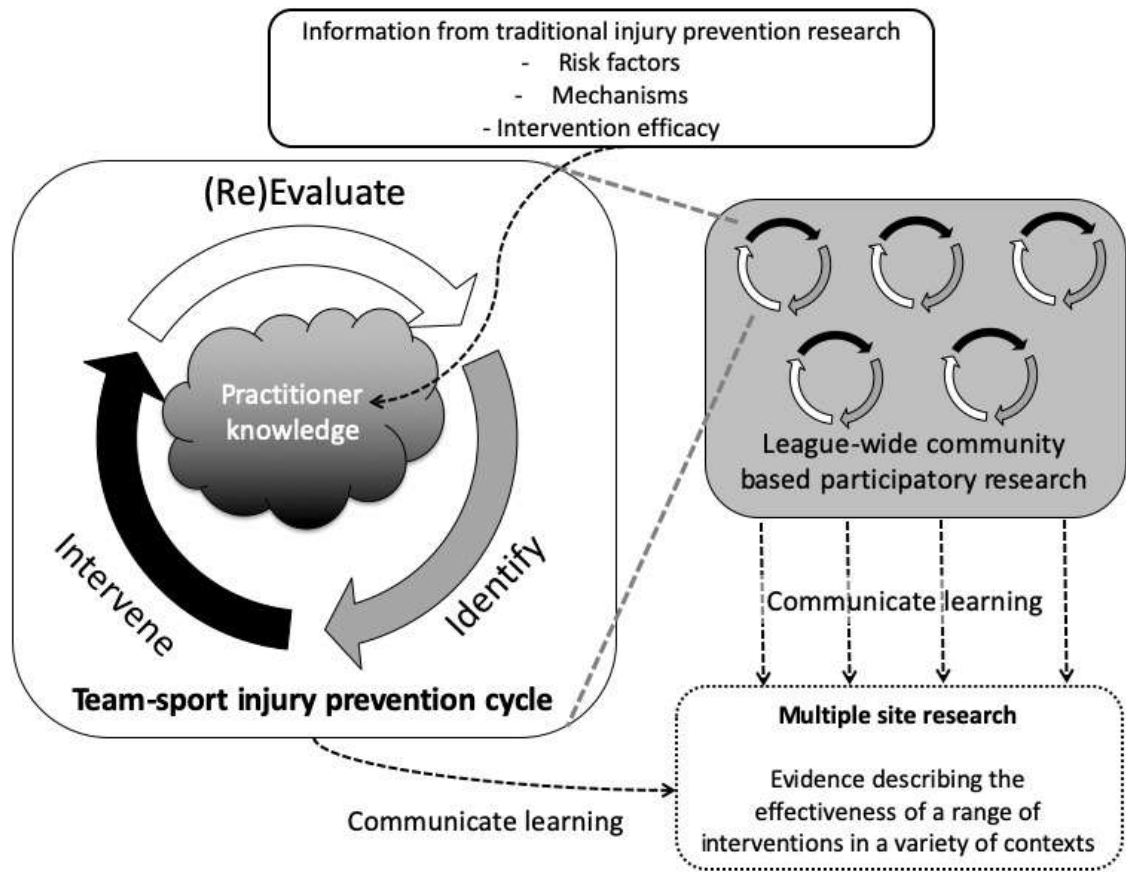 Information from traditional injury prevention research
- Risk factors
- Mechanisms
- Intervention efficacy
(Re)Evaluate
Practitioner
knowledge
Intervene
Identify
Team-sport injury prevention cycle
League-wide community
based participatory research
Communicate learning
Communicate learning
Multiple site research
Evidence describing the
effectiveness of a range of
interventions in a variety of contexts